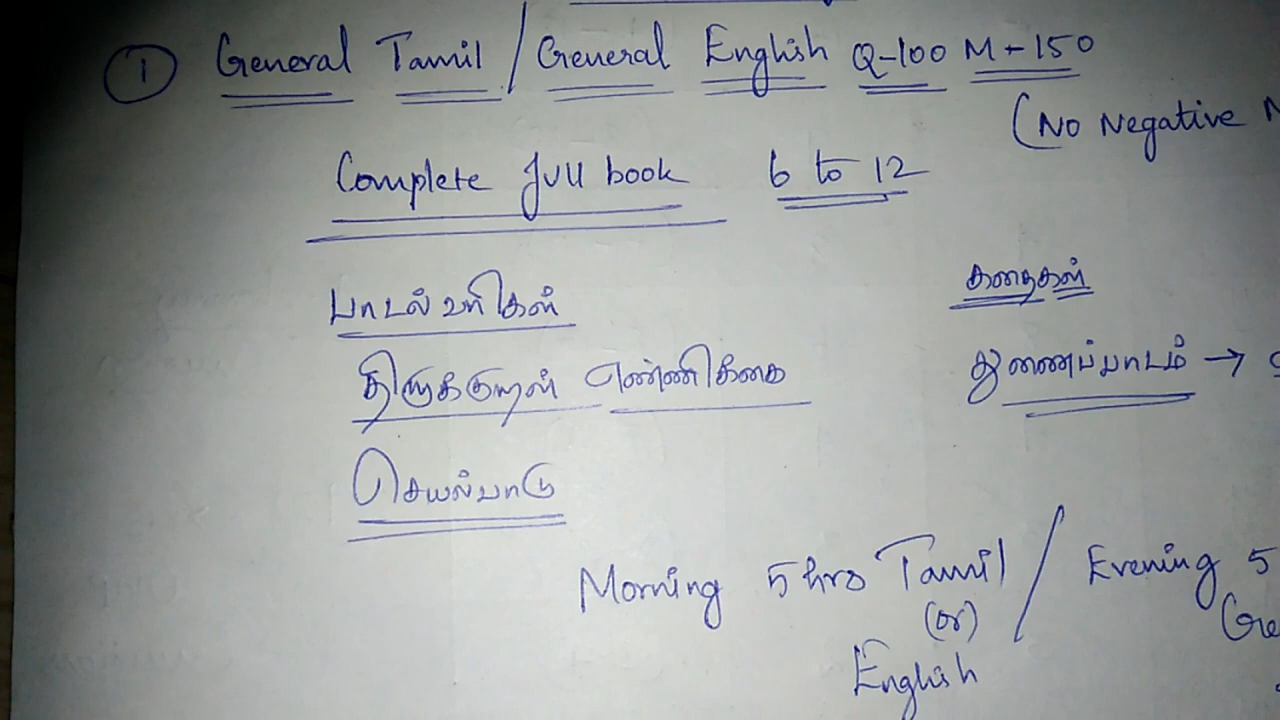 ① General Tamil / General English Q-100 M-150
(No Negative
Complete full book 6 to 12
பாடல் வரிகள்
கதைகள்
திருக்குறள் எண்ணிக்கை
துணைப்பாடம் →
செயல்பாடு
Morning 5 hrs Tamil / Evening 5
(or)
English